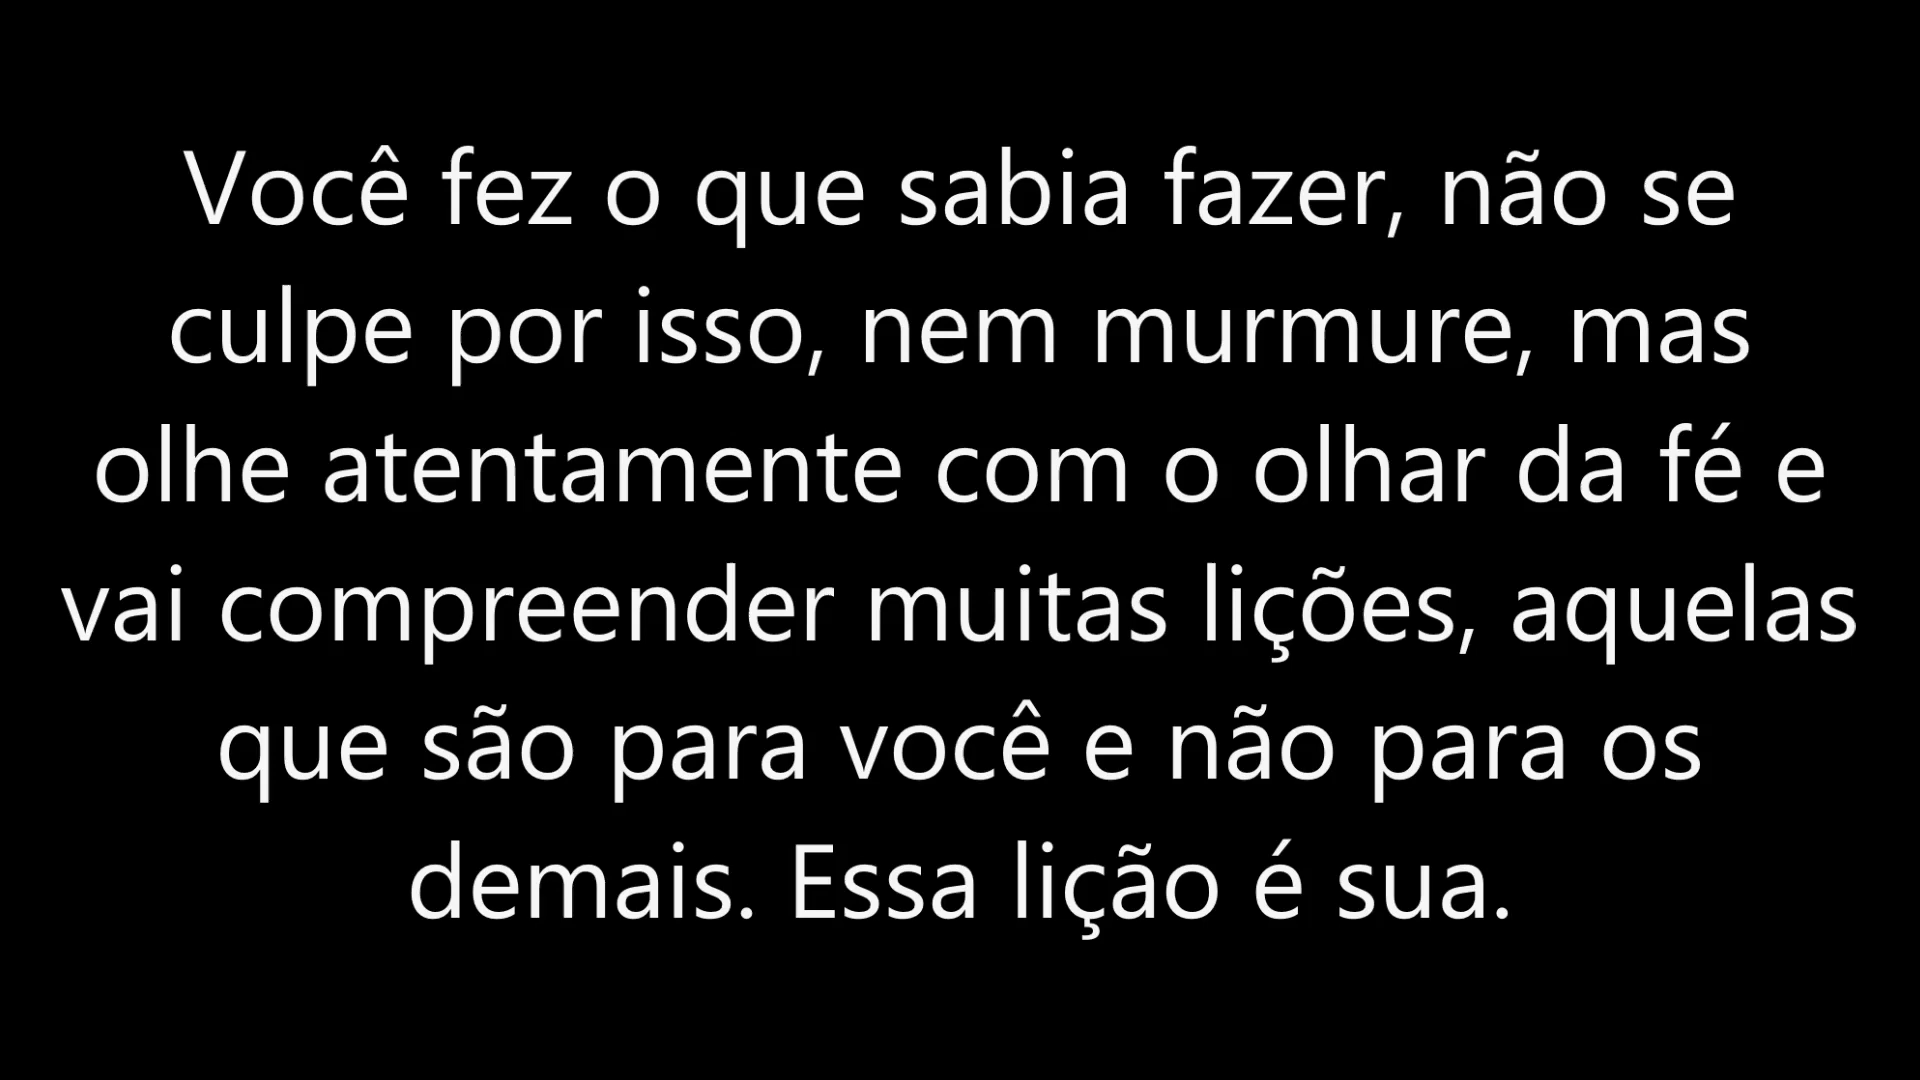 Você fez o que sabia fazer, não se
culpe por isso, nem murmure, mas
olhe atentamente com o olhar da fé e
vai compreender muitas lições, aquelas
que são para você e não para os
demais. Essa lição é sua.